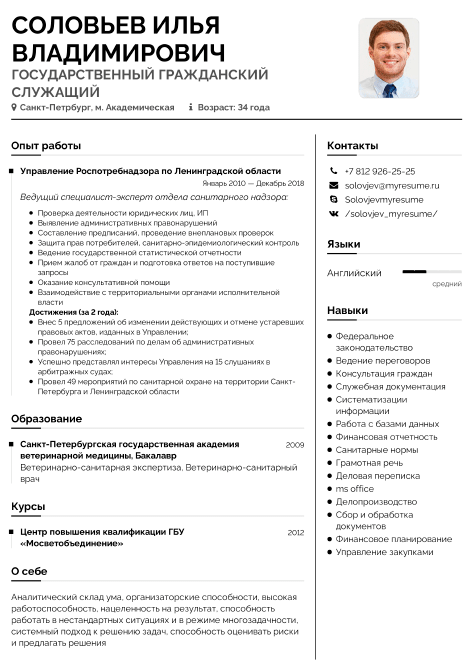 СОЛОВЬЕВ ИЛЬЯ
ВЛАДИМИРОВИЧ
ГОСУДАРСТВЕННЫЙ ГРАЖДАНСКИЙ
СЛУЖАЩИЙ
Санкт-Петрбург, м. Академическая
Возраст: 34 года
Опыт работы
Управление Роспотребнадзора по Ленинградской области
Январь 2010 — Декабрь 2018
Ведущий специалист-эксперт отдела санитарного надзора:
Проверка деятельности юридических лиц, ИП
Выявление административных правонарушений
Составление предписаний, проведение внеплановых проверок
Защита прав потребителей, санитарно-эпидемиологический контроль
Ведение государственной статистической отчетности
Прием жалоб от граждан и подготовка ответов на поступившие
запросы
Оказание консультативной помощи
Взаимодействие с территориальными органами исполнительной
власти
Достижения (за 2 года):
Внес 5 предложений об изменении действующих и отмене устаревших
правовых актов, изданных в Управлении;
Провел 75 расследований по делам об административных
правонарушениях;
Успешно представлял интересы Управления на 15 слушаниях в
арбитражных судах;
Провел 49 мероприятий по санитарной охране на территории Санкт-
Петербурга и Ленинградской области
Образование
Санкт-Петербургская государственная академия
ветеринарной медицины, Бакалавр
2009
Ветеринарно-санитарная экспертиза, Ветеринарно-санитарный
врач
Курсы
Центр повышения квалификации ГБУ
«Мосветобъединение»
2012
О себе
Аналитический склад ума, организаторские способности, высокая
работоспособность, нацеленность на результат, способность
работать в нестандартных ситуациях и в режиме многозадачности,
системный подход к решению задач, способность оценивать риски
и предлагать решения
Контакты
+7 812 926-25-25
solovjev@myresume.ru
Solovjevmyresume
/solovjev_myresume/
Языки
Английский
средний
Навыки
Федеральное
законодательство
Ведение переговоров
Консультация граждан
Служебная документация
Систематизации
информации
Работа с базами данных
Финансовая отчетность
Санитарные нормы
Грамотная речь
Деловая переписка
ms office
Делопроизводство
Сбор и обработка
документов
Финансовое планирование
Управление закупками